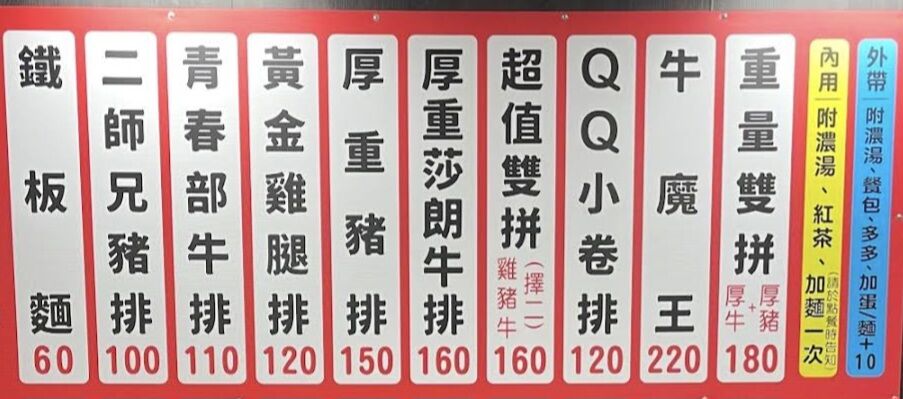 鐵板麵 60
二師兄豬排 100
青春部牛排 110
黃金雞腿排 120
厚重豬排 150
厚重莎朗牛排 160
超值雙拼 雞豬牛 (擇二) 160
QQ小卷排 120
牛魔王 220
重量雙拼 厚牛+厚豬 180
內用 附濃湯、紅茶、加麵一次 (請於點餐時告知)
外帶 附濃湯、餐包、多多、加蛋/麵+10